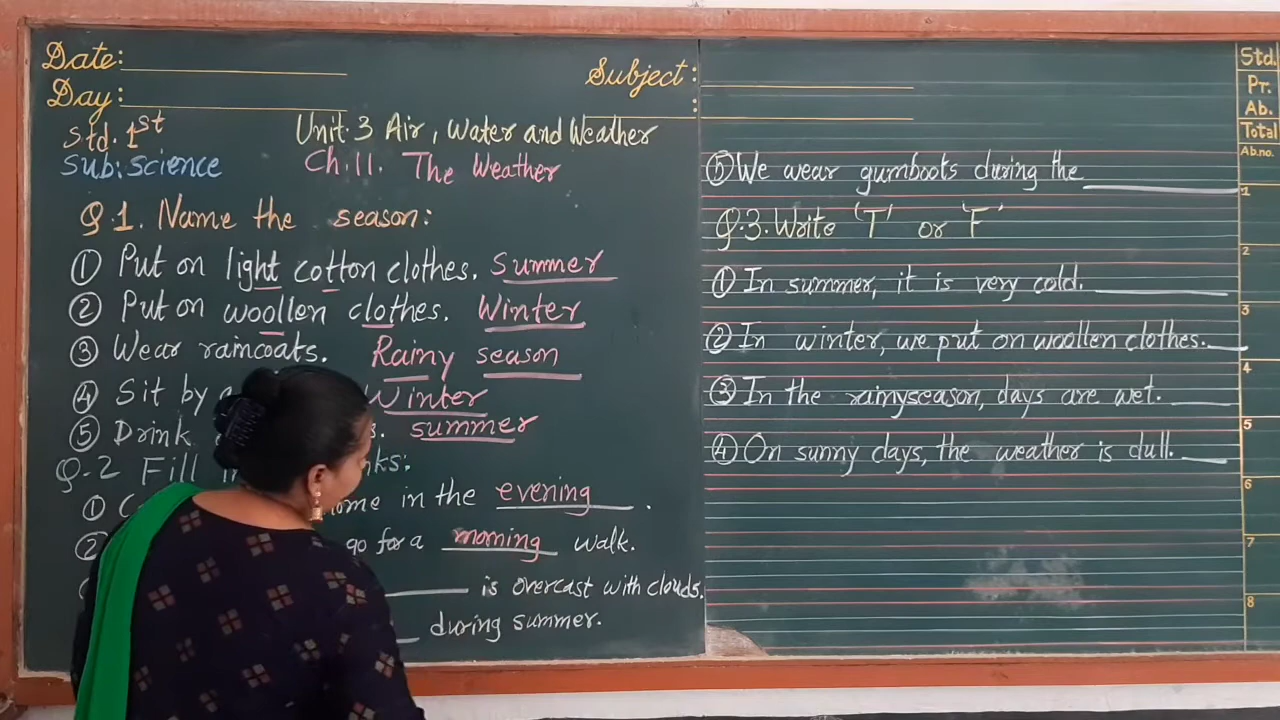 Date:
Day:
Subject:
:
Std. 1st
Unit.3 Air, Water and Weather
Sub: science
Ch.11. The Weather
Q.1. Name the season:
① Put on light cotton clothes. Summer
② Put on woollen clothes. Winter
③ Wear raincoats. Rainy season
④ Sit by Winter
⑤ Drink summer
Q.2 Fill in
① in the evening .
② go for a morning walk.
is overcast with clouds.
during summer.
⑤ We wear gumboots during the
Q.3. Write 'T' or 'F'
① In summer, it is very cold.
② In winter, we put on woollen clothes.
③ In the rainyseason, days are wet.
④ On sunny days, the weather is dull.
Std.
Pr.
Ab.
Total
Ab.no.
1
2
3
4
5
6
7
8